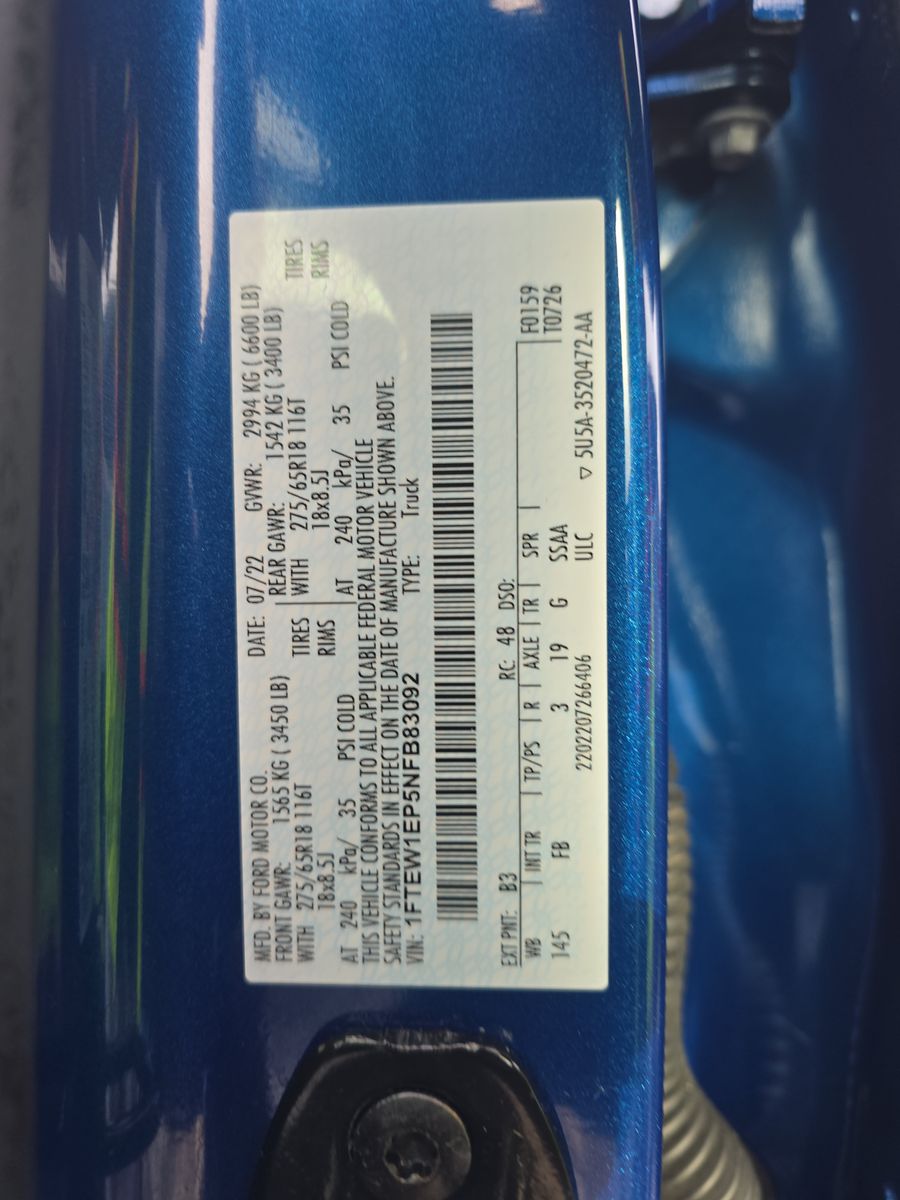 MFD. BY FORD MOTOR CO. DATE: 07/22 GVWR: 2994 KG ( 6600 LB)
FRONT GAWR: 1565 KG ( 3450 LB) REAR GAWR: 1542 KG ( 3400 LB)
WITH 275/65R18 116T TIRES WITH 275/65R18 116T TIRES
18x8.5J RIMS 18x8.5J RIMS
AT 240 kPa/ 35 PSI COLD AT 240 kPa/ 35 PSI COLD
THIS VEHICLE CONFORMS TO ALL APPLICABLE FEDERAL MOTOR VEHICLE
SAFETY STANDARDS IN EFFECT ON THE DATE OF MANUFACTURE SHOWN ABOVE.
VIN: 1FTEW1EP5NFB83092 TYPE: Truck
EXT PNT: B3 RC: 48 DSO:
WB | INT TR | TP/PS | R | AXLE | TR | SPR | F0159
145 FB 3 19 G SSAA T0726
2202207266406 ULC ▽ 5U5A-3520472-AA